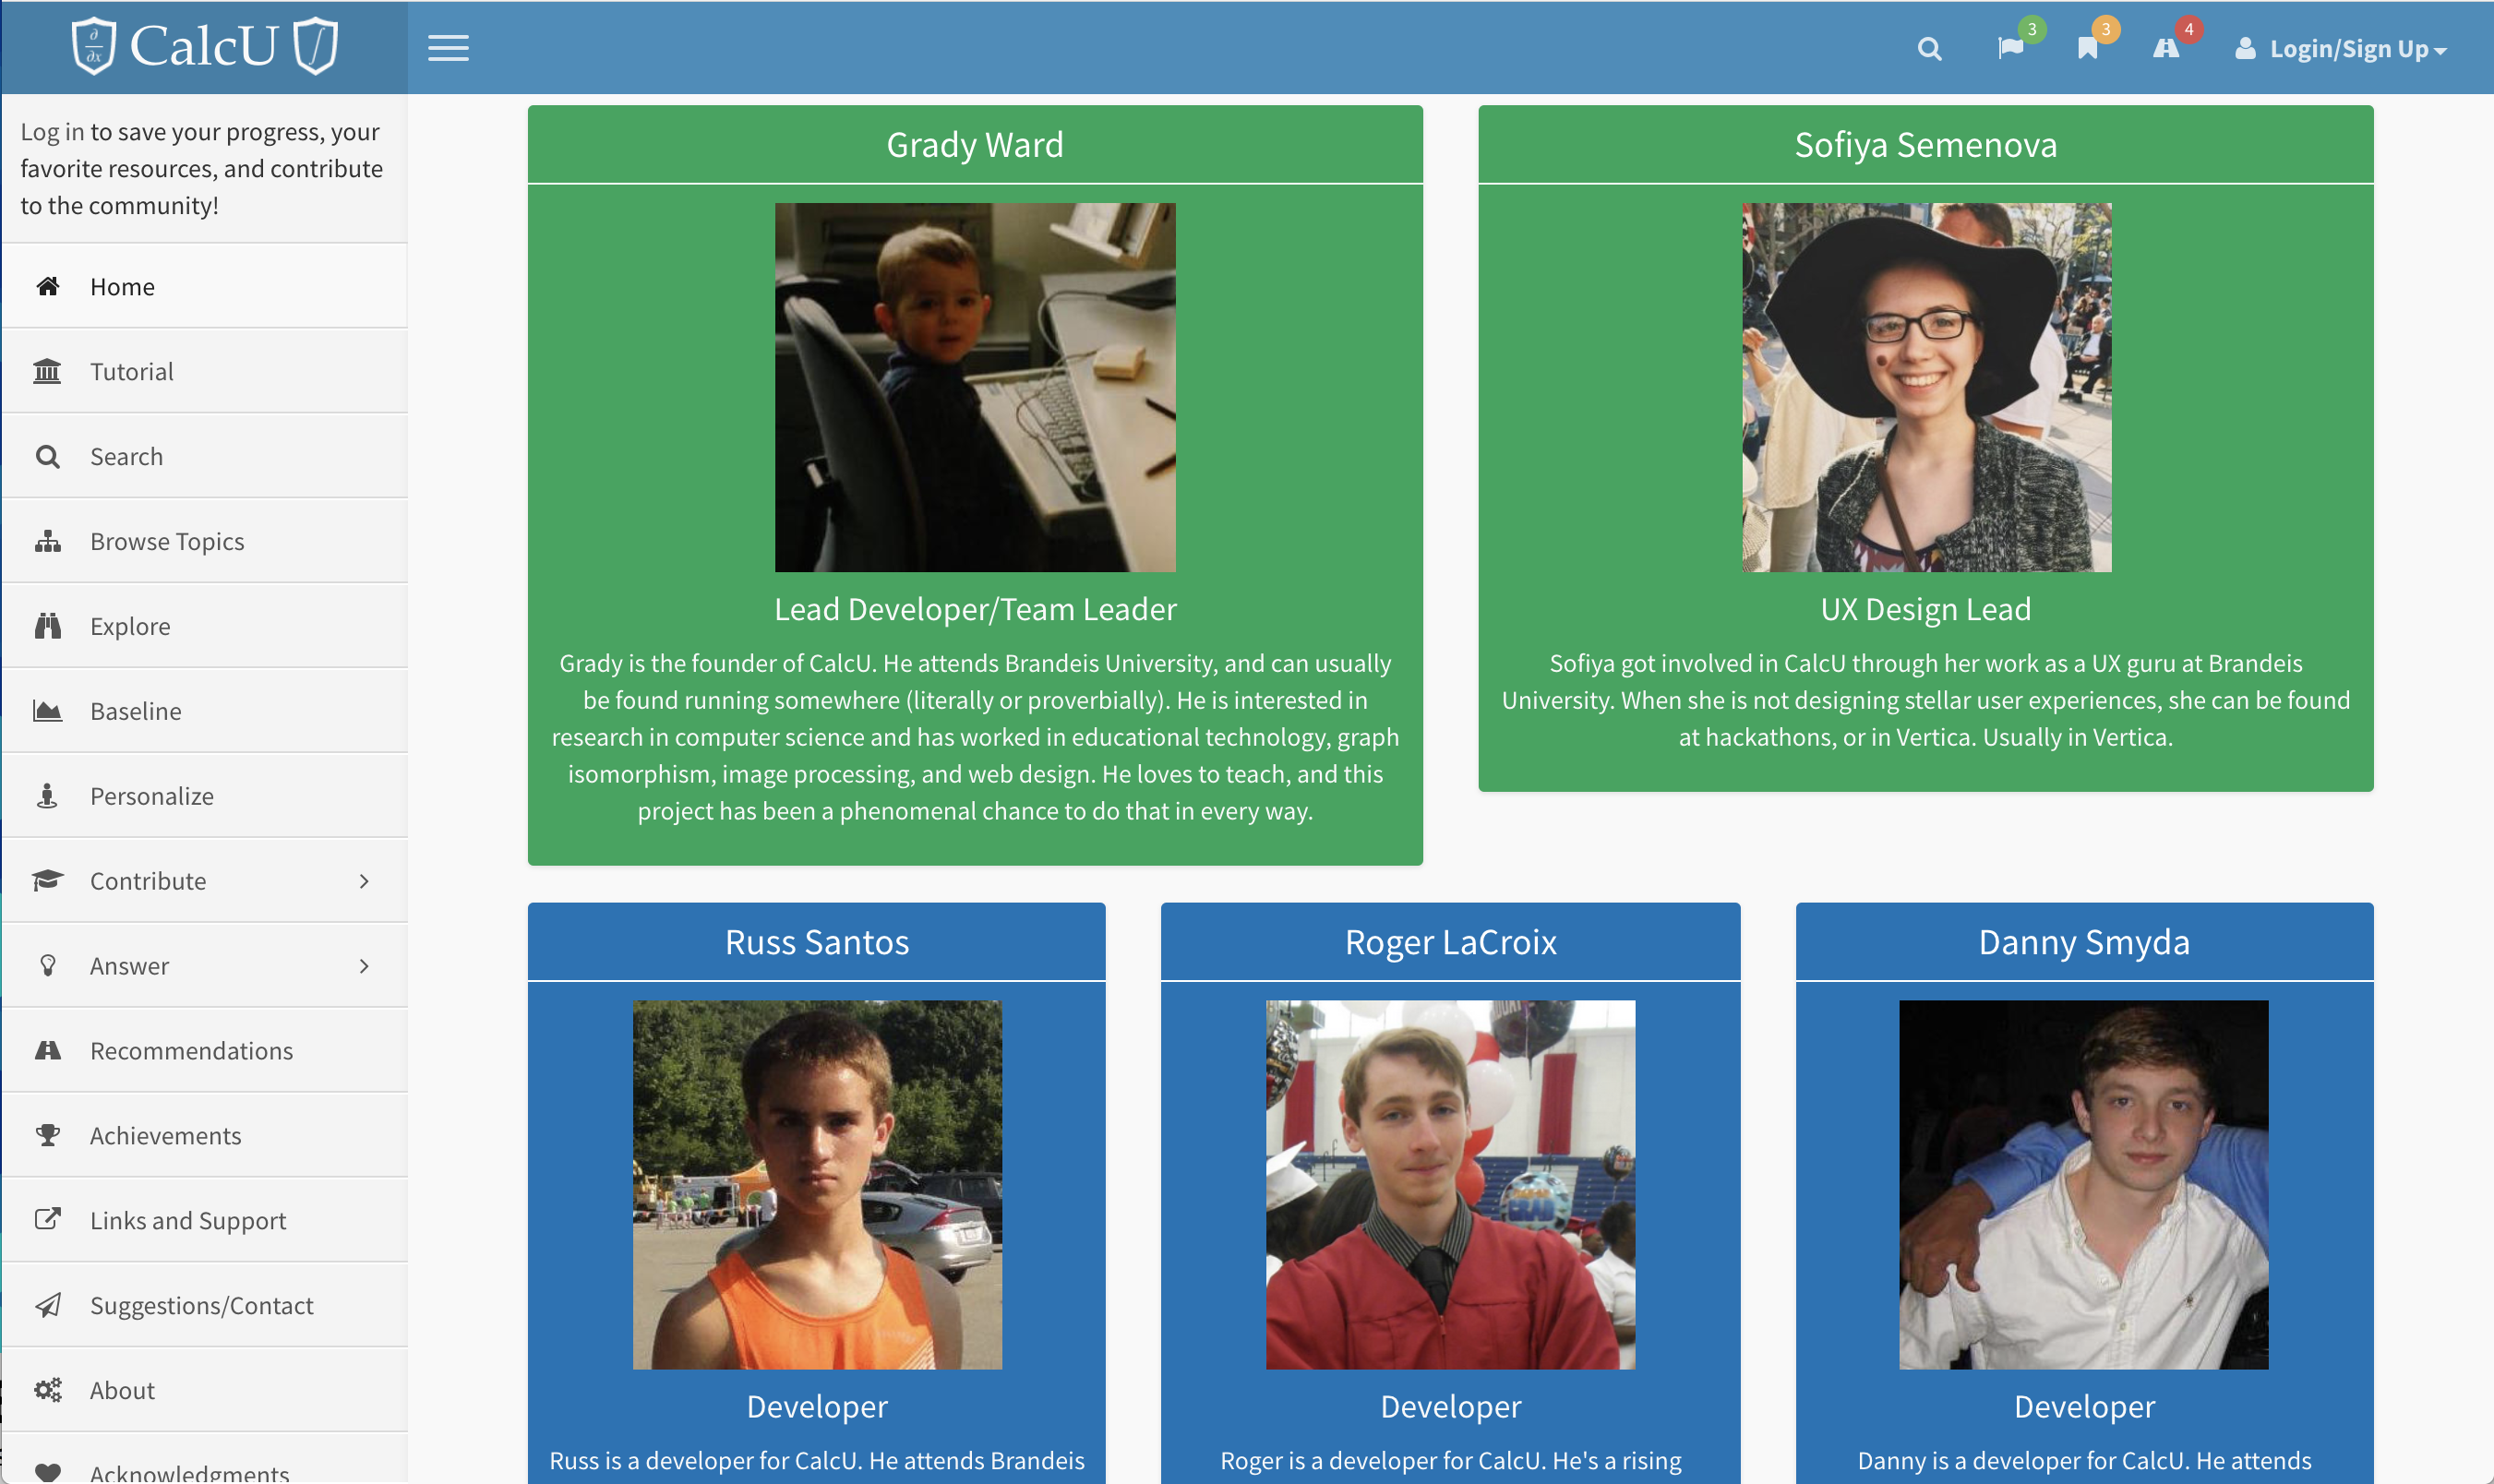 ∂
∂x
CalcU
∫
3
3
4
Login/Sign Up
Log in to save your progress, your
favorite resources, and contribute
to the community!
Home
Tutorial
Search
Browse Topics
Explore
Baseline
Personalize
Contribute
Answer
Recommendations
Achievements
Links and Support
Suggestions/Contact
About
Acknowledgments
Grady Ward
Lead Developer/Team Leader
Grady is the founder of CalcU. He attends Brandeis University, and can usually
be found running somewhere (literally or proverbially). He is interested in
research in computer science and has worked in educational technology, graph
isomorphism, image processing, and web design. He loves to teach, and this
project has been a phenomenal chance to do that in every way.
Sofiya Semenova
UX Design Lead
Sofiya got involved in CalcU through her work as a UX guru at Brandeis
University. When she is not designing stellar user experiences, she can be found
at hackathons, or in Vertica. Usually in Vertica.
Russ Santos
Developer
Russ is a developer for CalcU. He attends Brandeis
Roger LaCroix
Developer
Roger is a developer for CalcU. He's a rising
Danny Smyda
Developer
Danny is a developer for CalcU. He attends